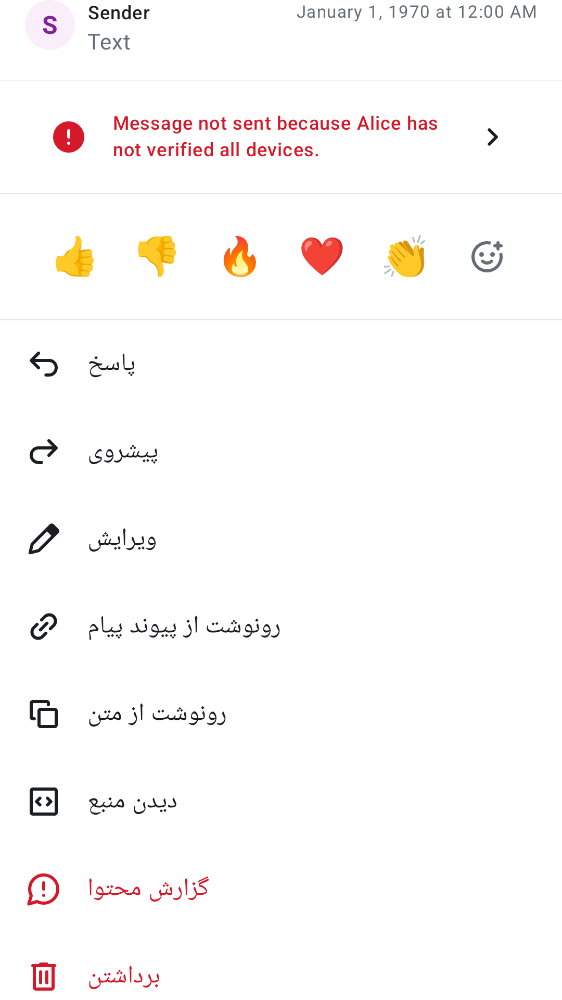 S
Sender
January 1, 1970 at 12:00 AM
Text
Message not sent because Alice has
not verified all devices.
پاسخ
پیشروی
ویرایش
رونوشت از پیوند پیام
رونوشت از متن
دیدن منبع
گزارش محتوا
برداشتن